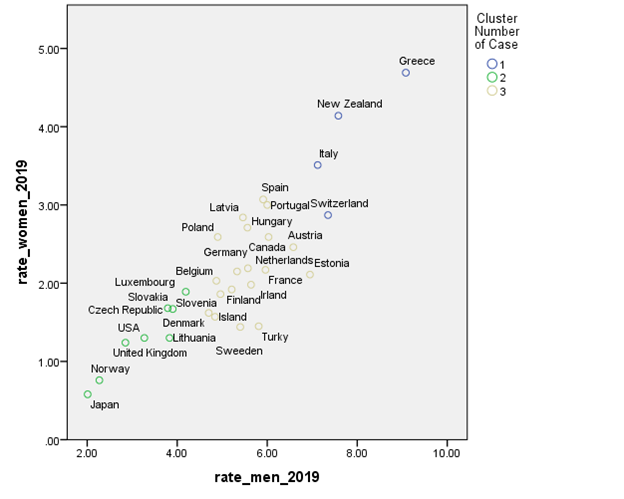 Cluster
Number
of Case
1
2
3
5.00
4.00
3.00
2.00
1.00
.00
rate_women_2019
Greece
New Zealand
Italy
Spain
Portugal
Switzerland
Latvia
Hungary
Poland
Austria
Canada
Germany
Netherlands
Estonia
Belgium
France
Luxembourg
Irland
Slovakia
Finland
Slovenia
Czech Republic
Island
Denmark
USA
Lithuania
Turky
Sweeden
United Kingdom
Norway
Japan
2.00 4.00 6.00 8.00 10.00
rate_men_2019